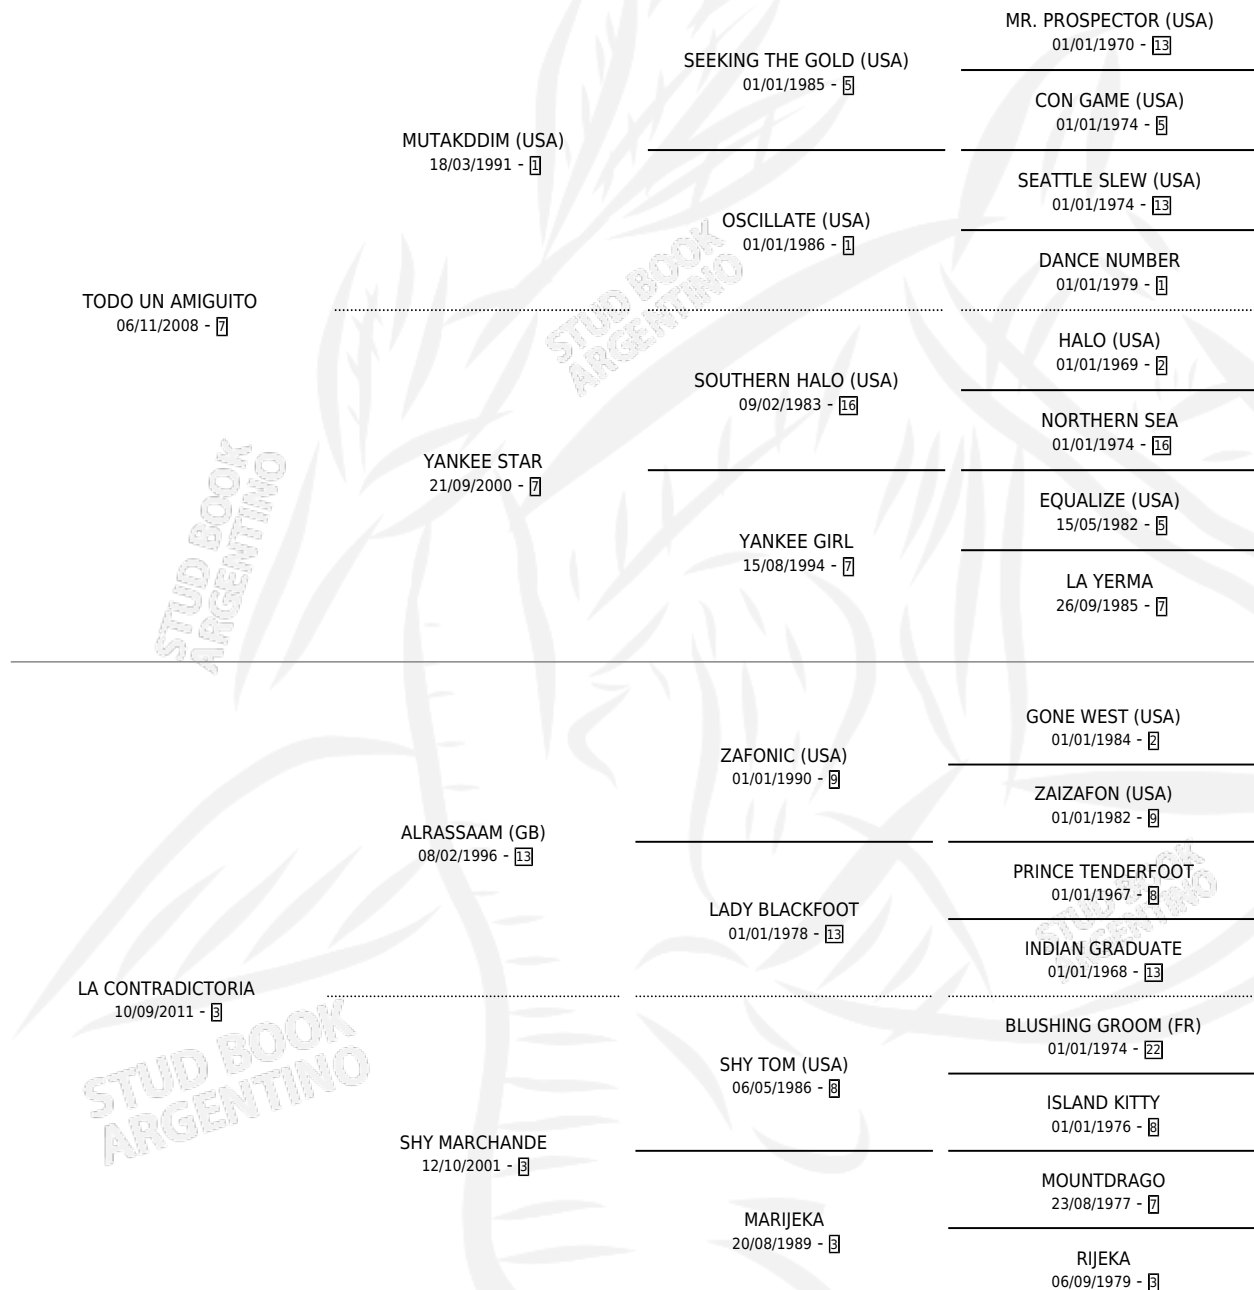 MR. PROSPECTOR (USA)
01/01/1970 - 13
SEEKING THE GOLD (USA)
01/01/1985 - 5
CON GAME (USA)
01/01/1974 - 5
MUTAKDDIM (USA)
18/03/1991 - 1
SEATTLE SLEW (USA)
01/01/1974 - 13
OSCILLATE (USA)
01/01/1986 - 1
DANCE NUMBER
01/01/1979 - 1
TODO UN AMIGUITO
06/11/2008 - 7
HALO (USA)
01/01/1969 - 2
SOUTHERN HALO (USA)
09/02/1983 - 16
NORTHERN SEA
01/01/1974 - 16
YANKEE STAR
21/09/2000 - 7
EQUALIZE (USA)
15/05/1982 - 5
YANKEE GIRL
15/08/1994 - 7
LA YERMA
26/09/1985 - 7
GONE WEST (USA)
01/01/1984 - 2
ZAFONIC (USA)
01/01/1990 - 9
ZAIZAFON (USA)
01/01/1982 - 9
ALRASSAAM (GB)
08/02/1996 - 13
PRINCE TENDERFOOT
01/01/1967 - 8
LADY BLACKFOOT
01/01/1978 - 13
INDIAN GRADUATE
01/01/1968 - 13
LA CONTRADICTORIA
10/09/2011 - 3
BLUSHING GROOM (FR)
01/01/1974 - 22
SHY TOM (USA)
06/05/1986 - 8
ISLAND KITTY
01/01/1976 - 8
SHY MARCHANDE
12/10/2001 - 3
MOUNTDRAGO
23/08/1977 - 7
MARIJEKA
20/08/1989 - 3
RIJEKA
06/09/1979 - 3
STUD BOOK
ARGENTINO
STUD BOOK
ARGENTINO
STUD BOOK
ARGENTINO
STUD BOOK
ARGENTINO